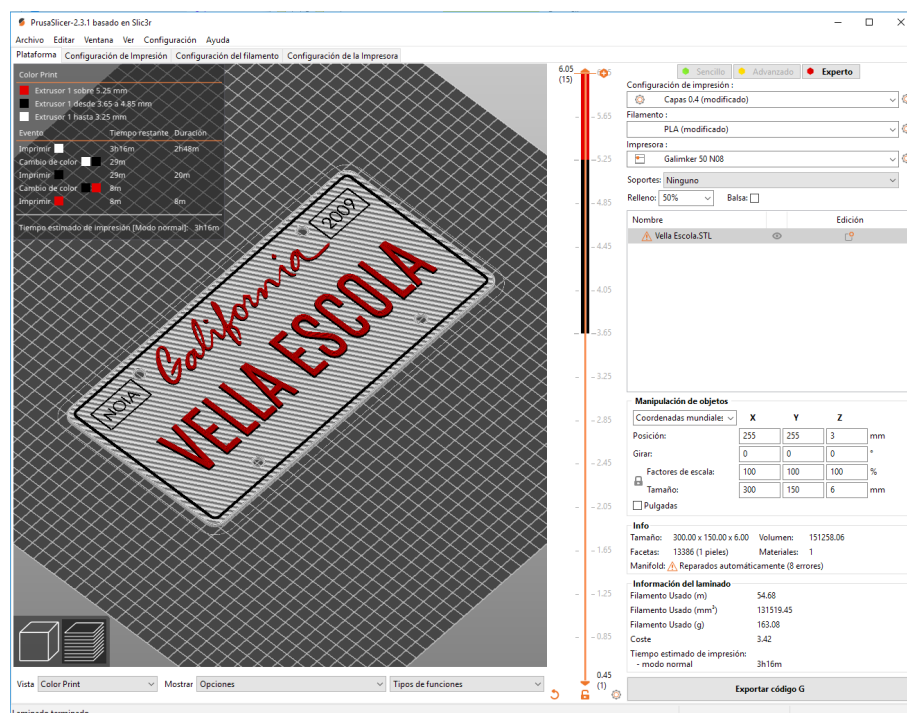 PrusaSlicer-2.3.1 basado en Slic3r
Archivo Editar Ventana Ver Configuración Ayuda
Plataforma Configuración de Impresión Configuración del filamento Configuración de la Impresora
Color Print
Extrusor 1 sobre 5.25 mm
Extrusor 1 desde 3.65 a 4.85 mm
Extrusor 1 hasta 3.25 mm
Evento Tiempo restante Duración
Imprimir 3h16m 2h48m
Cambio de color 29m
Imprimir 29m 20m
Cambio de color 8m
Imprimir 8m 8m
Tiempo estimado de impresión [Modo normal]: 3h16m
2009
California
VELLA ESCOLA
NOIA
6.05
(15)
5.65
5.25
4.85
4.45
4.05
3.65
3.25
2.85
2.45
2.05
1.65
1.25
0.85
0.45
(1)
Sencillo Avanzado Experto
Configuración de impresión :
Capas 0.4 (modificado)
Filamento :
PLA (modificado)
Impresora :
Galimker 50 N08
Soportes: Ninguno
Relleno: 50% Balsa:
Nombre Edición
Vella Escola.STL
Manipulación de objetos
Coordenadas mundiales X Y Z
Posición: 255 255 3 mm
Girar: 0 0 0 °
Factores de escala: 100 100 100 %
Tamaño: 300 150 6 mm
Pulgadas
Info
Tamaño: 300.00 x 150.00 x 6.00 Volumen: 151258.06
Facetas: 13386 (1 pieles) Materiales: 1
Manifold: Reparados automáticamente (8 errores)
Información del laminado
Filamento Usado (m) 54.68
Filamento Usado (mm³) 131519.45
Filamento Usado (g) 163.08
Coste 3.42
Tiempo estimado de impresión:
- modo normal 3h16m
Vista Color Print Mostrar Opciones Tipos de funciones
Exportar código G
Laminado terminado